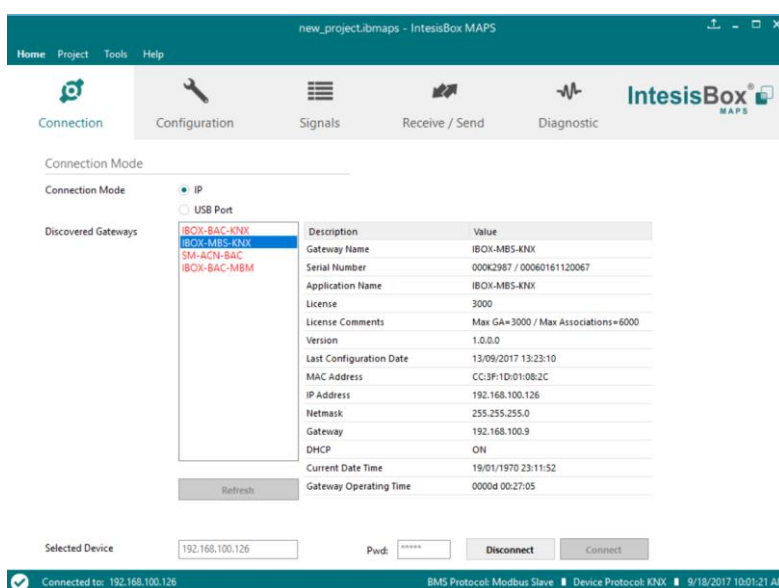 new_project.ibmaps - IntesisBox MAPS
Home Project Tools Help
Connection Configuration Signals Receive / Send Diagnostic IntesisBox® MAPS
Connection Mode
Connection Mode IP
USB Port
Discovered Gateways
IBOX-BAC-KNX
IBOX-MBS-KNX
SM-ACN-BAC
IBOX-BAC-MBM
Description Value
Gateway Name IBOX-MBS-KNX
Serial Number 000K2987 / 00060161120067
Application Name IBOX-MBS-KNX
License 3000
License Comments Max GA=3000 / Max Associations=6000
Version 1.0.0.0
Last Configuration Date 13/09/2017 13:23:10
MAC Address CC:3F:1D:01:08:2C
IP Address 192.168.100.126
Netmask 255.255.255.0
Gateway 192.168.100.9
DHCP ON
Current Date Time 19/01/1970 23:11:52
Gateway Operating Time 0000d 00:27:05
Refresh
Selected Device 192.168.100.126 Pwd: ***** Disconnect Connect
Connected to: 192.168.100.126 BMS Protocol: Modbus Slave Device Protocol: KNX 9/18/2017 10:01:21